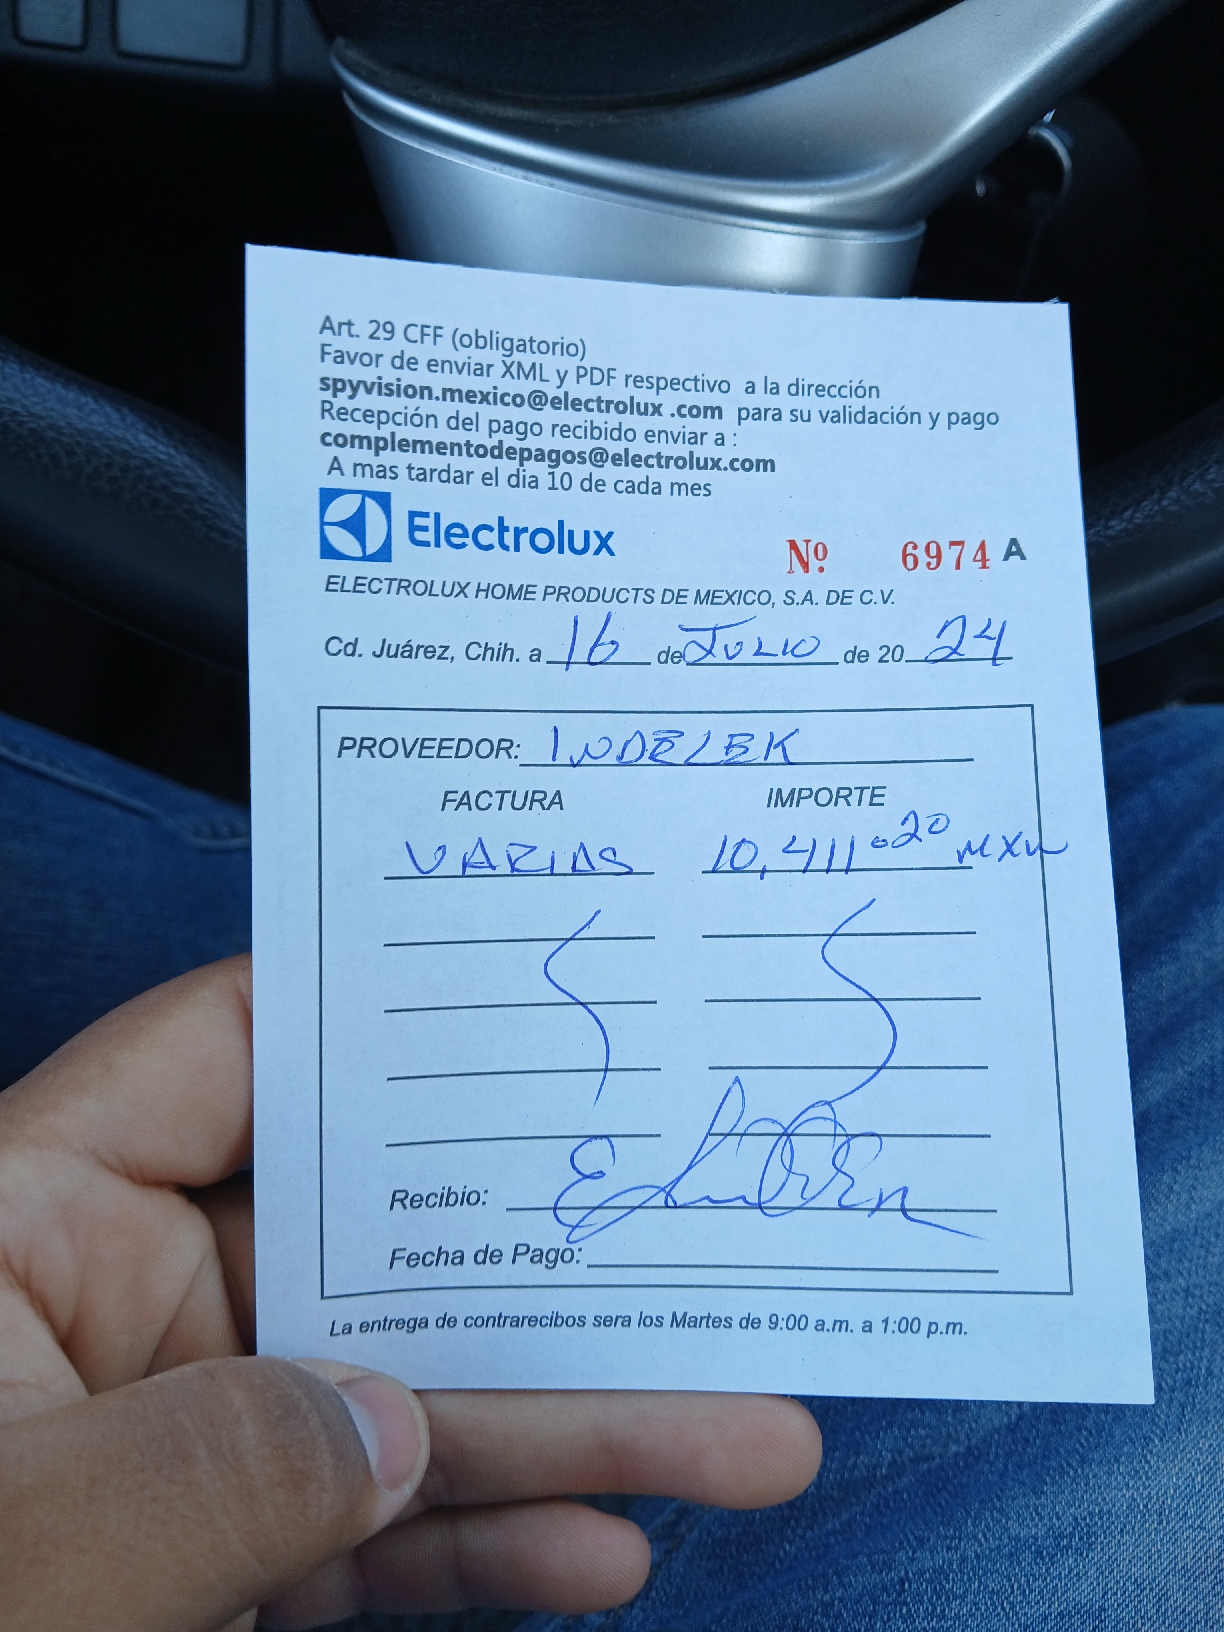 Art. 29 CFF (obligatorio)
Favor de enviar XML y PDF respectivo a la dirección
spyvision.mexico@electrolux .com para su validación y pago
Recepción del pago recibido enviar a :
complementodepagos@electrolux.com
A mas tardar el dia 10 de cada mes
Electrolux
Nº 6974 A
ELECTROLUX HOME PRODUCTS DE MEXICO, S.A. DE C.V.
Cd. Juárez, Chih. a 16 de JULIO de 20 24
PROVEEDOR: INDELEK
FACTURA IMPORTE
VARIAS 10,411.20 MXN
Recibio:
Fecha de Pago:
La entrega de contrarecibos sera los Martes de 9:00 a.m. a 1:00 p.m.